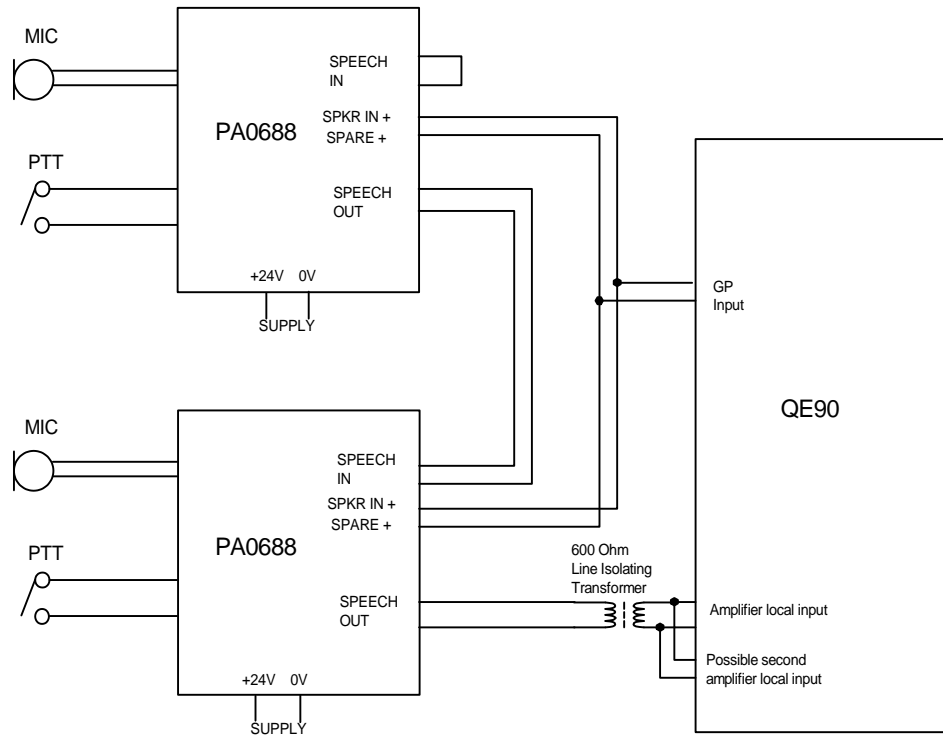 MIC
SPEECH
IN
SPKR IN +
SPARE +
PA0688
PTT
SPEECH
OUT
+24V 0V
SUPPLY
GP
Input
QE90
MIC
SPEECH
IN
SPKR IN +
SPARE +
PA0688
PTT
600 Ohm
Line Isolating
Transformer
SPEECH
OUT
Amplifier local input
Possible second
amplifier local input
+24V 0V
SUPPLY